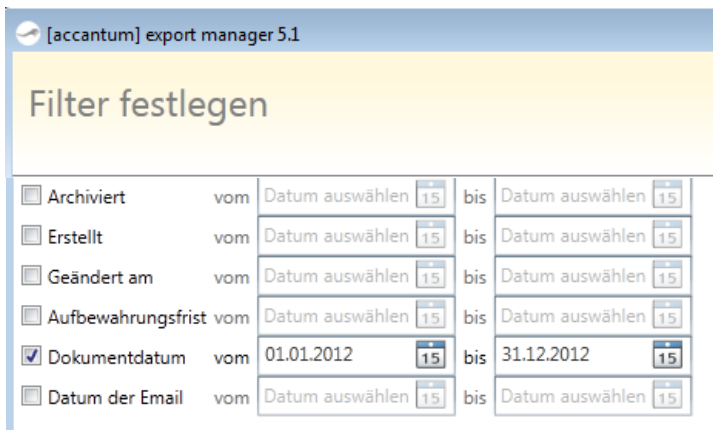 [accantum] export manager 5.1
Filter festlegen
Archiviert vom Datum auswählen 15 bis Datum auswählen 15
Erstellt vom Datum auswählen 15 bis Datum auswählen 15
Geändert am vom Datum auswählen 15 bis Datum auswählen 15
Aufbewahrungsfrist vom Datum auswählen 15 bis Datum auswählen 15
Dokumentdatum vom 01.01.2012 15 bis 31.12.2012 15
Datum der Email vom Datum auswählen 15 bis Datum auswählen 15